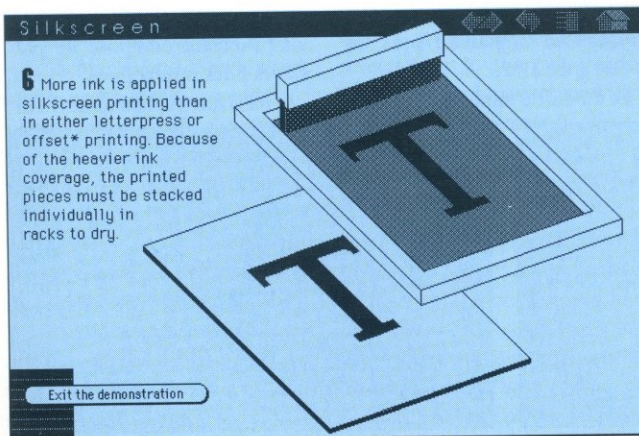 Silkscreen
6 More ink is applied in
silkscreen printing than
in either letterpress or
offset* printing. Because
of the heavier ink
coverage, the printed
pieces must be stacked
individually in
racks to dry.
T
T
Exit the demonstration